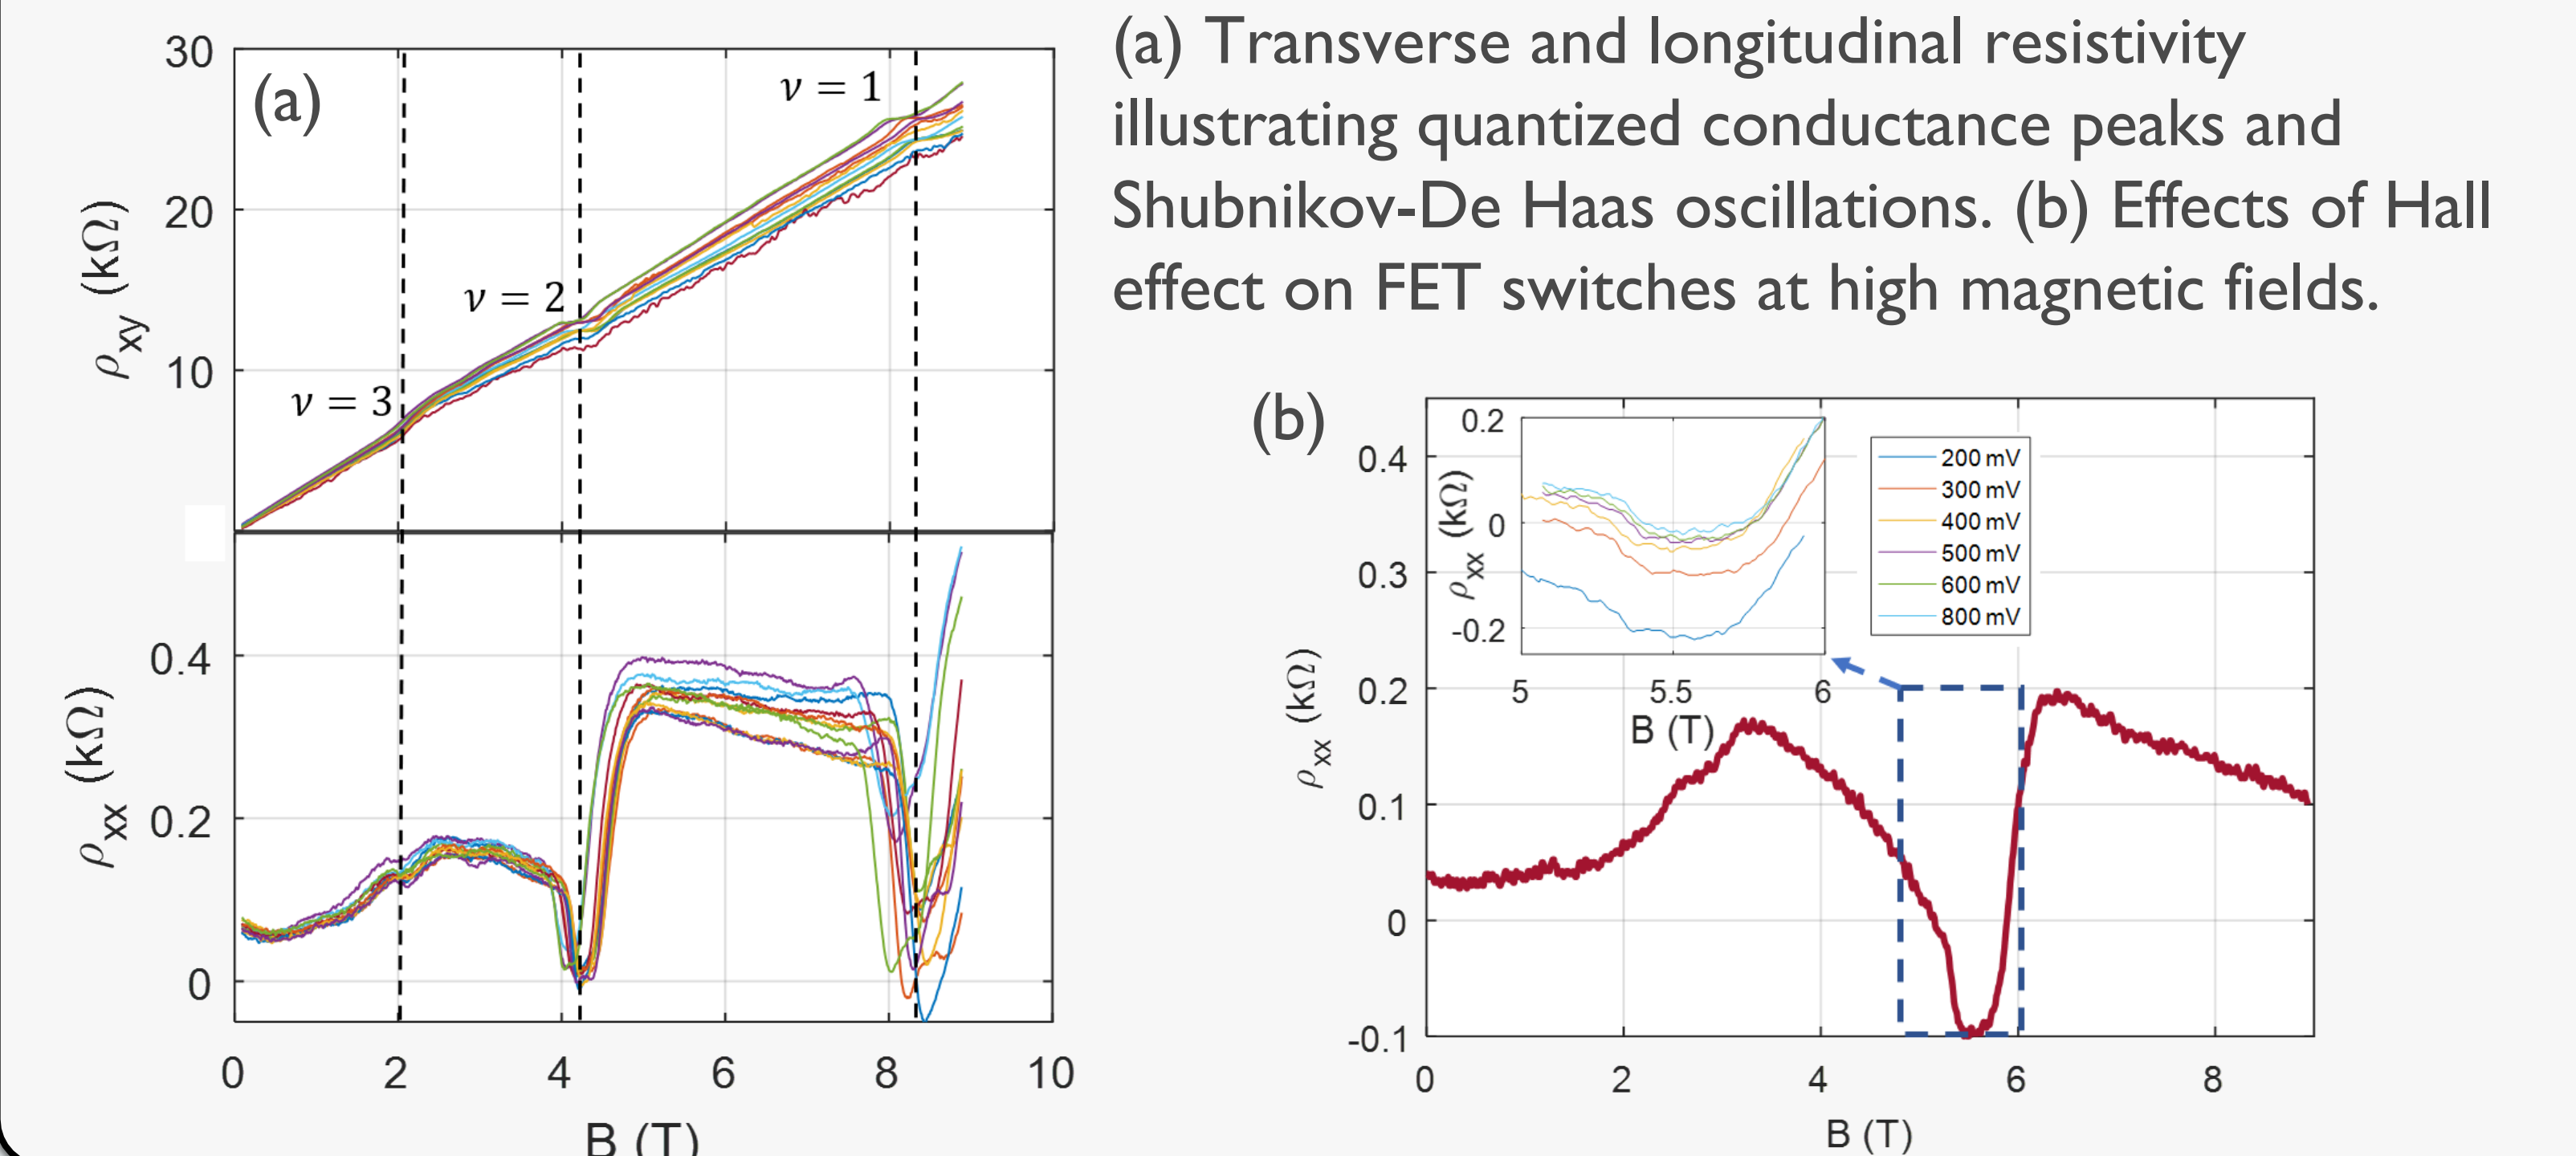 (a) Transverse and longitudinal resistivity
illustrating quantized conductance peaks and
Shubnikov-De Haas oscillations. (b) Effects of Hall
effect on FET switches at high magnetic fields.
(a)
30
20
10
ρxy (kΩ)
ν = 1
ν = 2
ν = 3
0.4
0.2
0
ρxx (kΩ)
0 2 4 6 8 10
B (T)
(b)
0.4
0.3
0.2
0.1
0
-0.1
ρxx (kΩ)
0 2 4 6 8
B (T)
0.2
0
-0.2
ρxx (kΩ)
5 5.5 6
B (T)
200 mV
300 mV
400 mV
500 mV
600 mV
800 mV